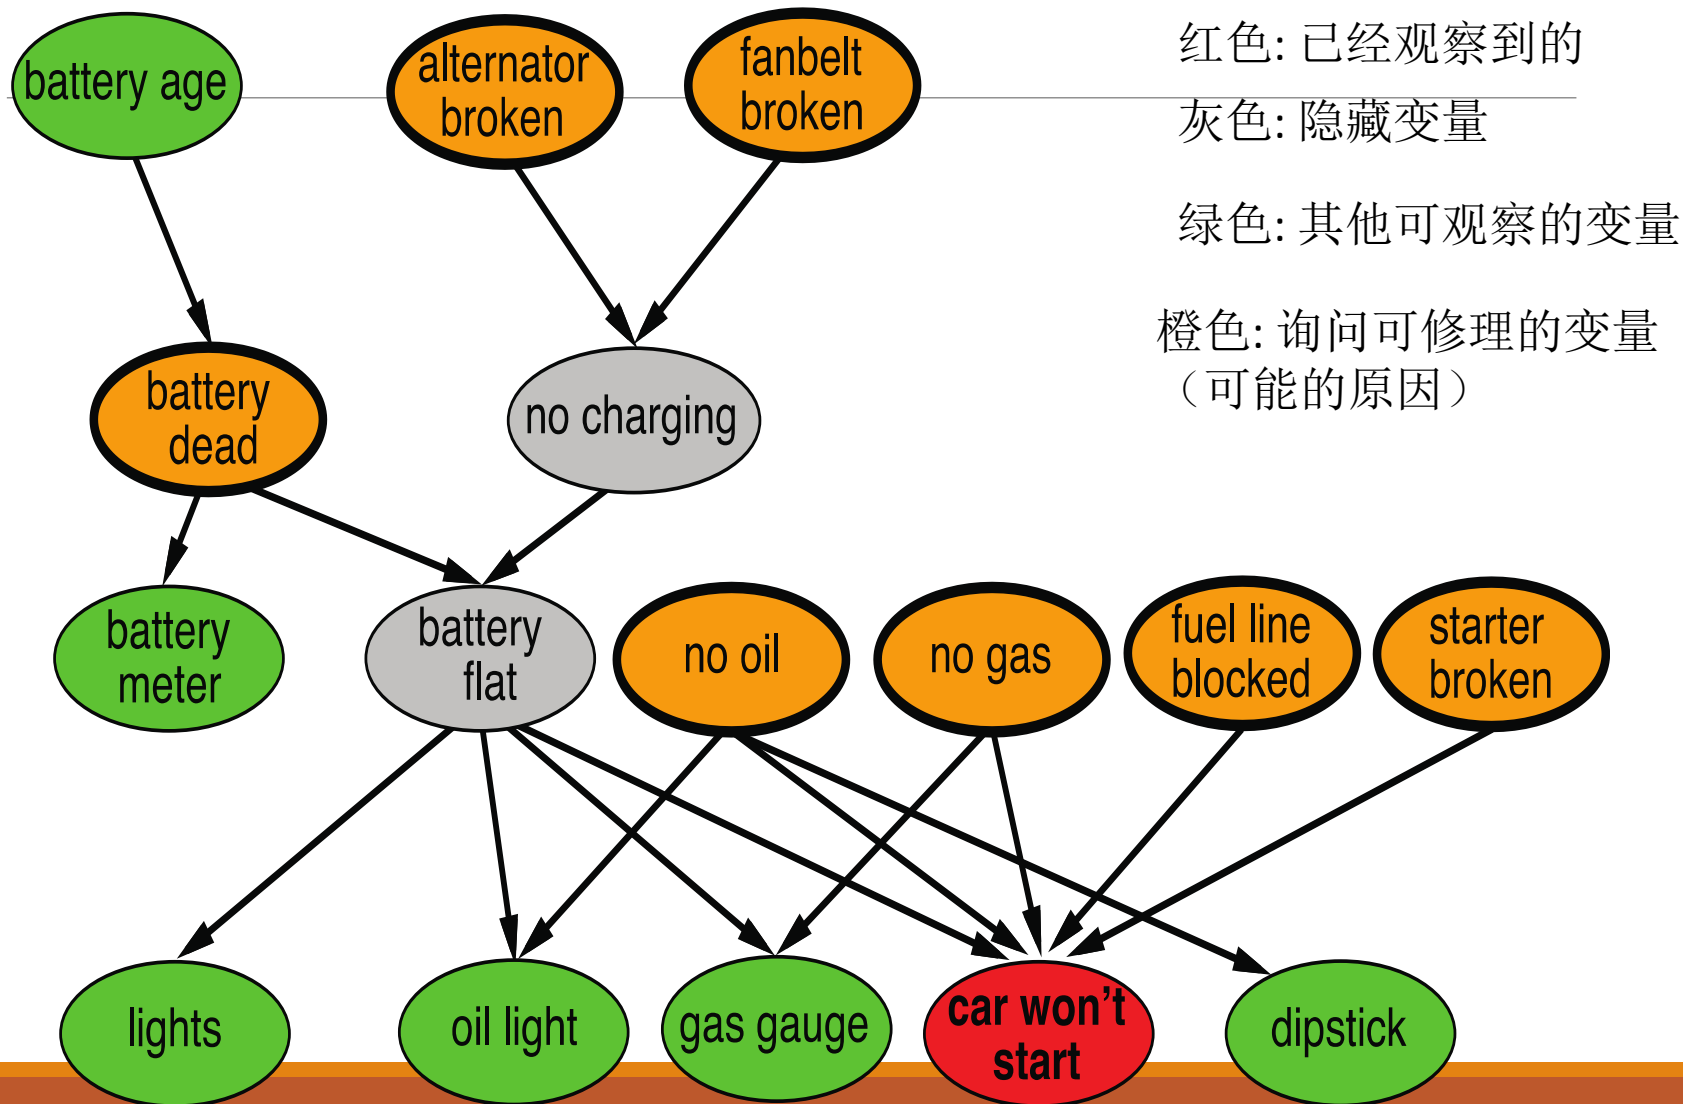 battery age
alternator
broken
fanbelt
broken
红色: 已经观察到的
灰色: 隐藏变量
绿色: 其他可观察的变量
橙色: 询问可修理的变量
（可能的原因）
battery
dead
no charging
battery
meter
battery
flat
no oil
no gas
fuel line
blocked
starter
broken
lights
oil light
gas gauge
car won’t
start
dipstick